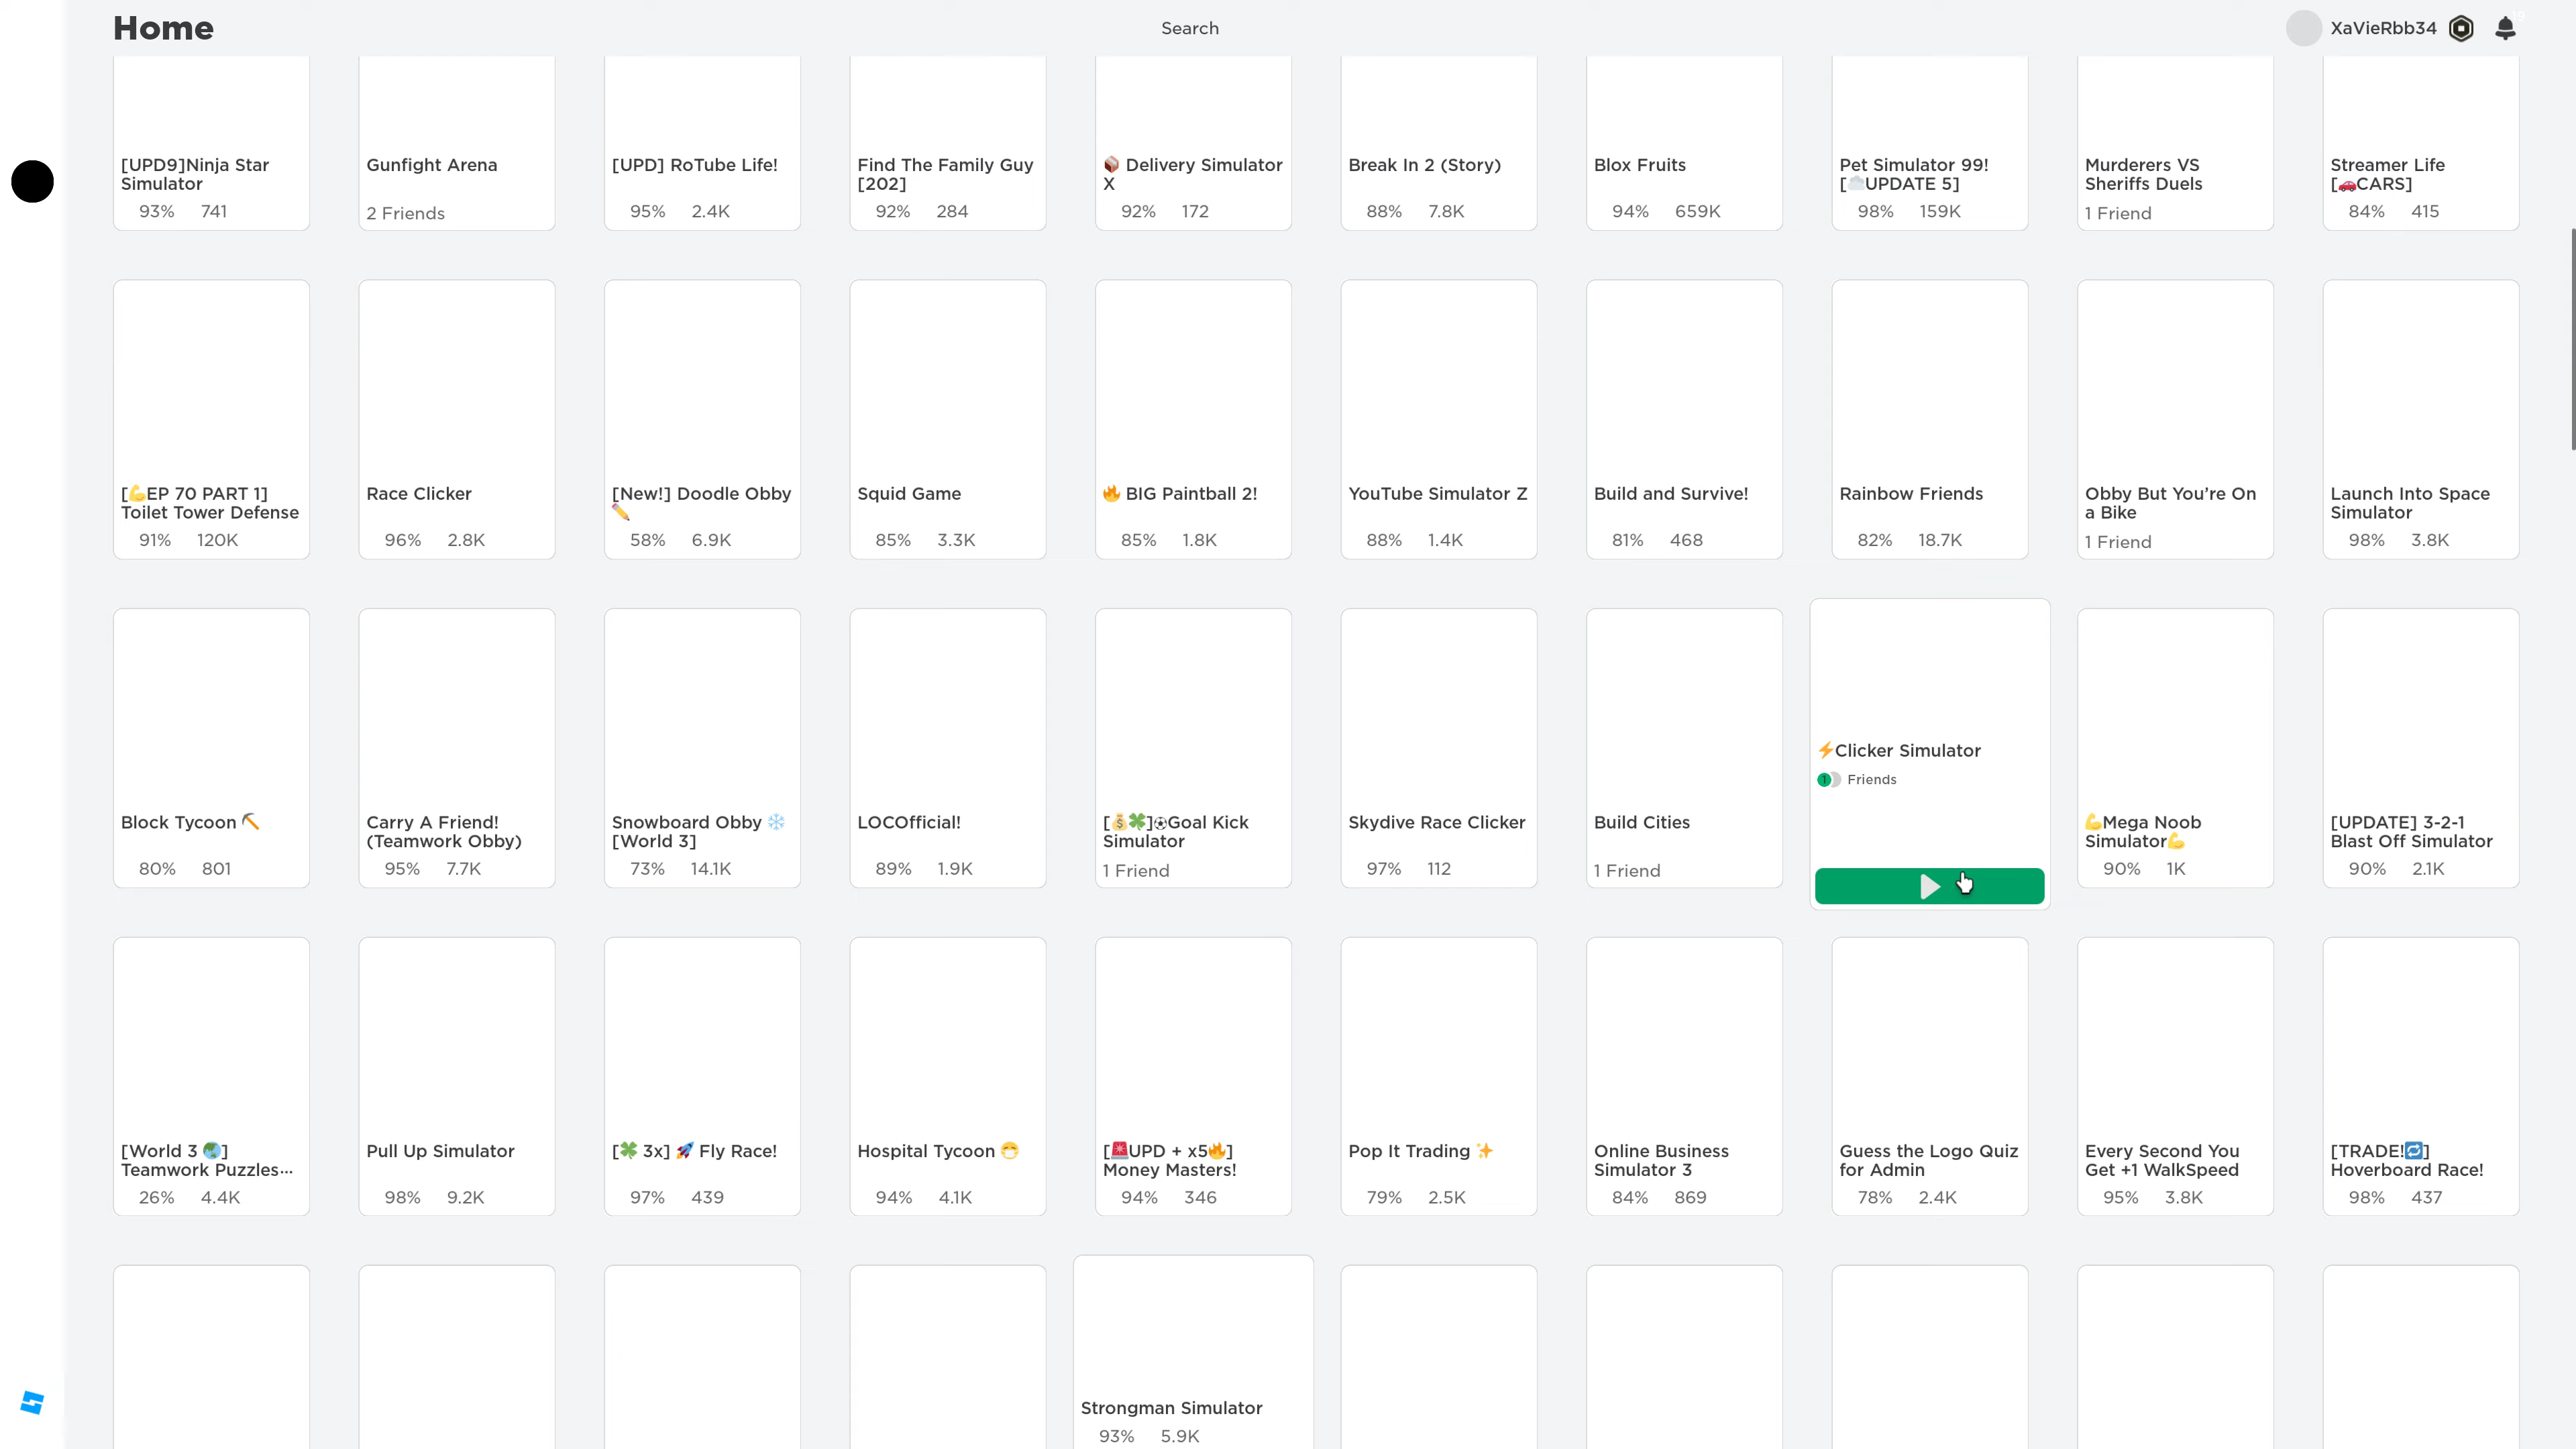 Home
Search
XaVieRbb34
[UPD9]Ninja Star
Simulator
93% 741
Gunfight Arena
2 Friends
[UPD] RoTube Life!
95% 2.4K
Find The Family Guy
[202]
92% 284
📦 Delivery Simulator
X
92% 172
Break In 2 (Story)
88% 7.8K
Blox Fruits
94% 659K
Pet Simulator 99!
[☁️UPDATE 5]
98% 159K
Murderers VS
Sheriffs Duels
1 Friend
Streamer Life
[🚗CARS]
84% 415
[💪EP 70 PART 1]
Toilet Tower Defense
91% 120K
Race Clicker
96% 2.8K
[New!] Doodle Obby
✏️
58% 6.9K
Squid Game
85% 3.3K
🔥 BIG Paintball 2!
85% 1.8K
YouTube Simulator Z
88% 1.4K
Build and Survive!
81% 468
Rainbow Friends
82% 18.7K
Obby But You’re On
a Bike
1 Friend
Launch Into Space
Simulator
98% 3.8K
Block Tycoon ⛏️
80% 801
Carry A Friend!
(Teamwork Obby)
95% 7.7K
Snowboard Obby ❄️
[World 3]
73% 14.1K
LOCOfficial!
89% 1.9K
[💰🍀]⚽Goal Kick
Simulator
1 Friend
Skydive Race Clicker
97% 112
Build Cities
1 Friend
⚡Clicker Simulator
1 Friends
💪Mega Noob
Simulator💪
90% 1K
[UPDATE] 3-2-1
Blast Off Simulator
90% 2.1K
[World 3 🌏]
Teamwork Puzzles...
26% 4.4K
Pull Up Simulator
98% 9.2K
[🍀 3x] 🚀 Fly Race!
97% 439
Hospital Tycoon 😷
94% 4.1K
[🚨UPD + x5🔥]
Money Masters!
94% 346
Pop It Trading ✨
79% 2.5K
Online Business
Simulator 3
84% 869
Guess the Logo Quiz
for Admin
78% 2.4K
Every Second You
Get +1 WalkSpeed
95% 3.8K
[TRADE!🔁]
Hoverboard Race!
98% 437
Strongman Simulator
93% 5.9K